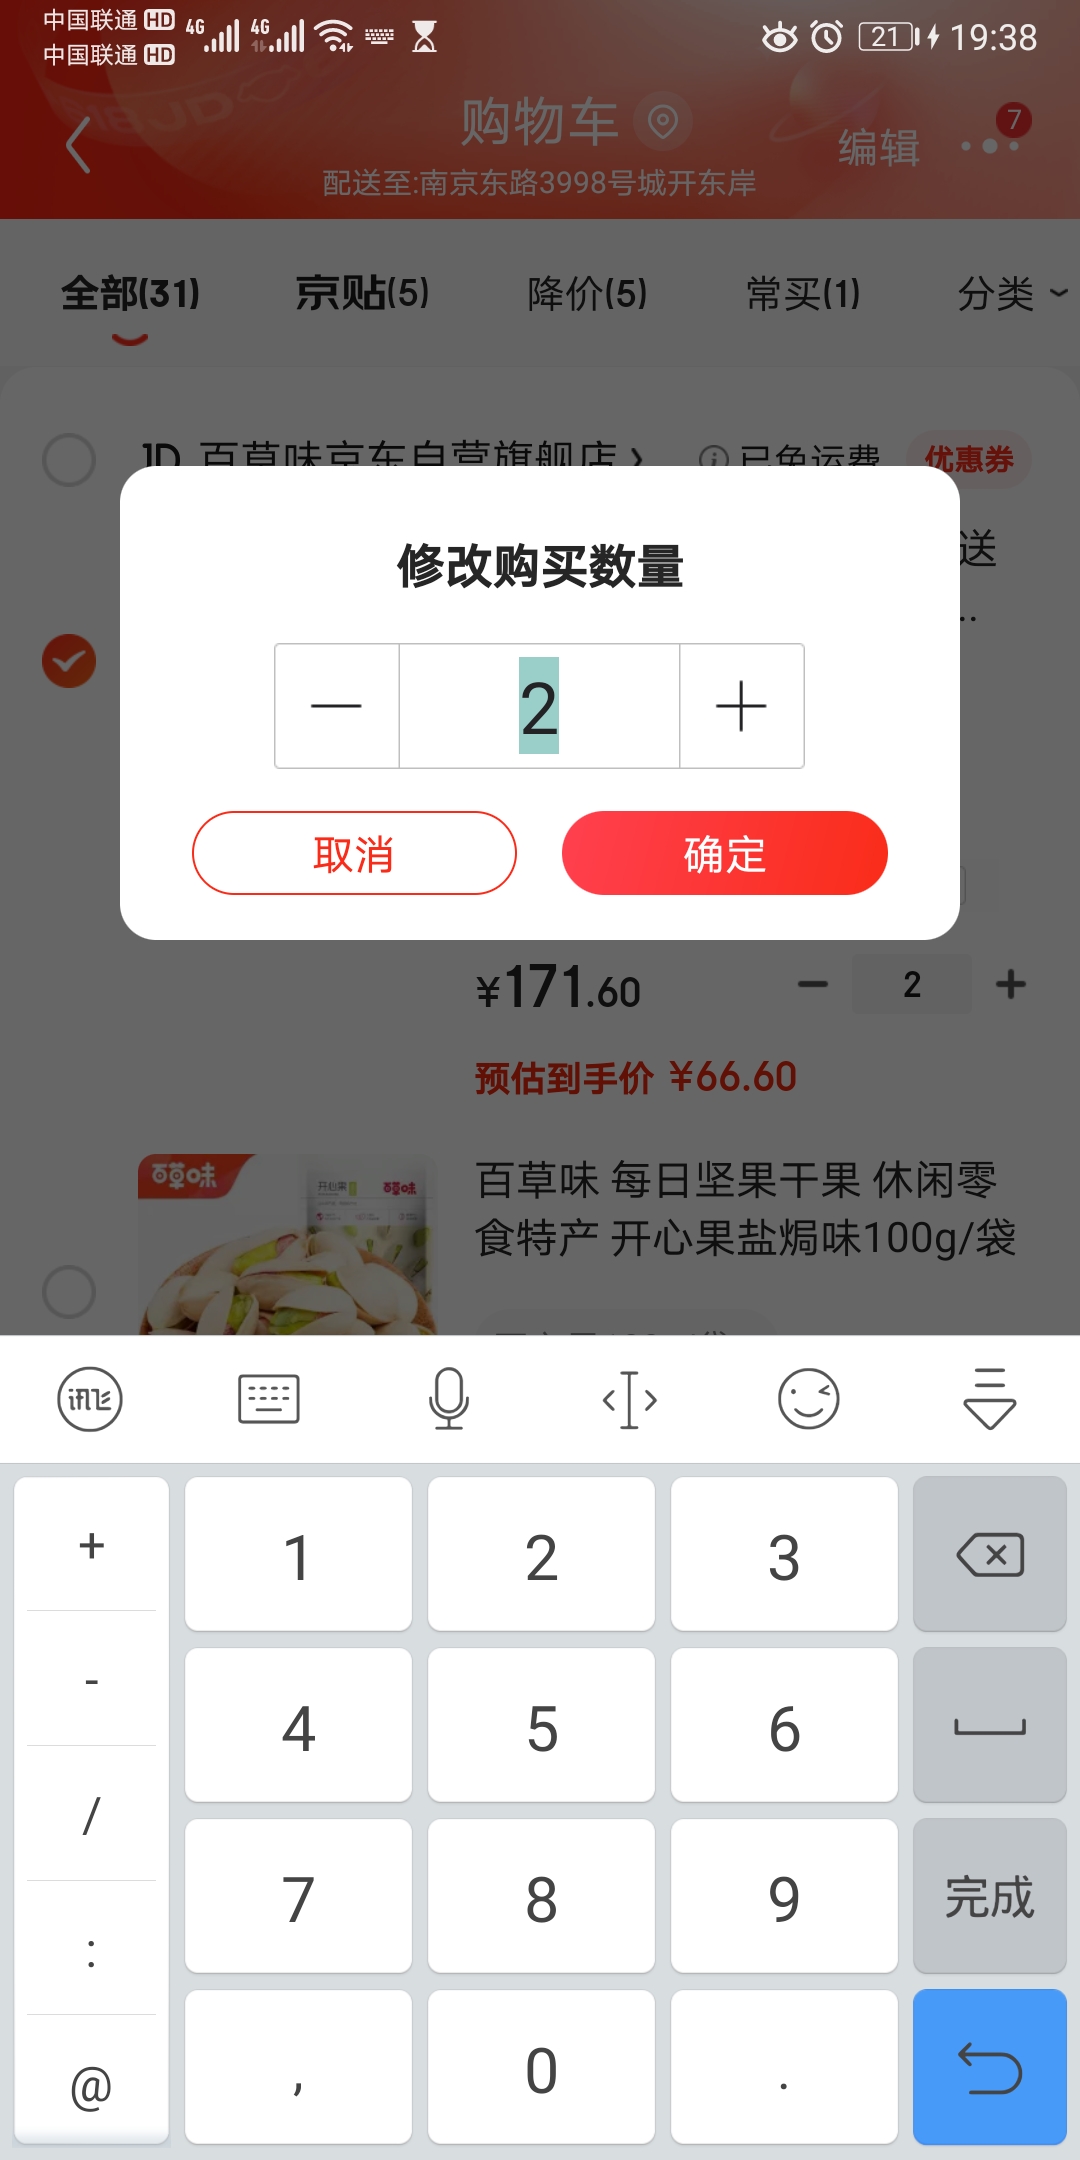 中国联通 HD 4G 4G 21 19:38
中国联通 HD
购物车
编辑 7
配送至:南京东路3998号城开东岸
全部(31) 京贴(5) 降价(5) 常买(1) 分类
JD 百草味京东自营旗舰店 已免运费 优惠券
送
..
修改购买数量
2
取消 确定
¥171.60 2
预估到手价 ¥66.60
百草味 开心果 百草味
百草味 每日坚果干果 休闲零
食特产 开心果盐焗味100g/袋
讯飞
+ 1 2 3
- 4 5 6
/ 7 8 9 完成
:
@ , 0 .